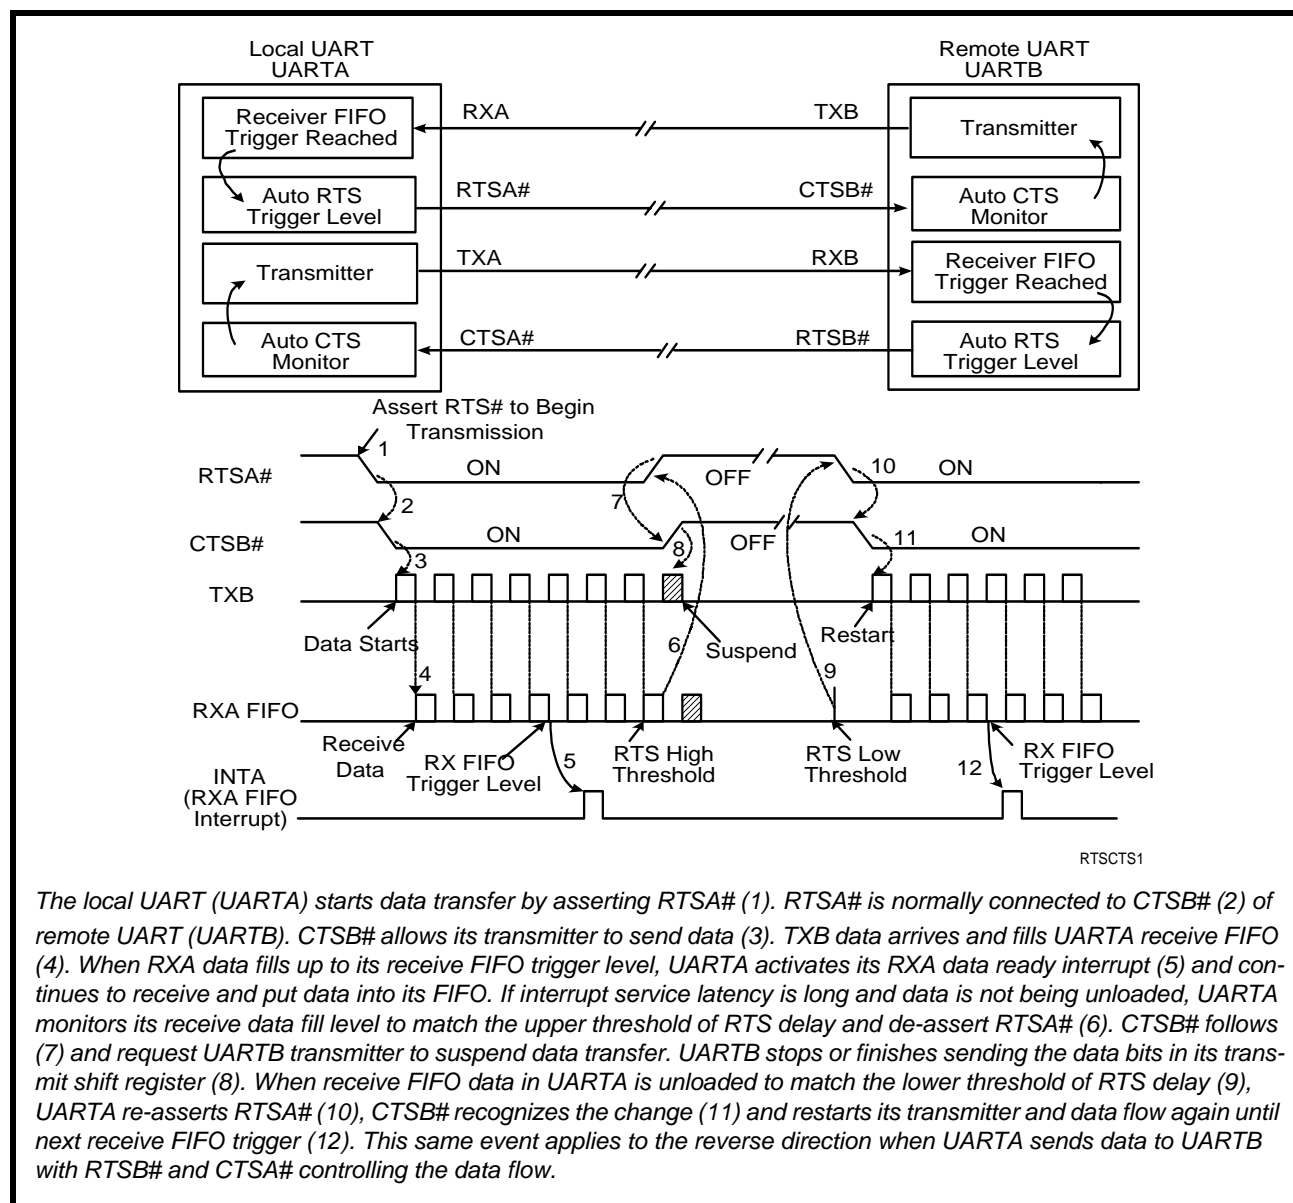 Local UART
UARTA
Remote UART
UARTB
Receiver FIFO
Trigger Reached
RXA
TXB
Transmitter
Auto RTS
Trigger Level
RTSA#
CTSB#
Auto CTS
Monitor
Transmitter
TXA
RXB
Receiver FIFO
Trigger Reached
Auto CTS
Monitor
CTSA#
RTSB#
Auto RTS
Trigger Level
Assert RTS# to Begin
Transmission
RTSA#
1
ON
7
OFF
10
ON
2
CTSB#
3
ON
8
OFF
11
ON
TXB
Data Starts
6
Suspend
Restart
4
9
RXA FIFO
Receive
Data
RX FIFO
Trigger Level
5
RTS High
Threshold
RTS Low
Threshold
12
RX FIFO
Trigger Level
INTA
(RXA FIFO
Interrupt)
RTSCTS1
The local UART (UARTA) starts data transfer by asserting RTSA# (1). RTSA# is normally connected to CTSB# (2) of
remote UART (UARTB). CTSB# allows its transmitter to send data (3). TXB data arrives and fills UARTA receive FIFO
(4). When RXA data fills up to its receive FIFO trigger level, UARTA activates its RXA data ready interrupt (5) and con-
tinues to receive and put data into its FIFO. If interrupt service latency is long and data is not being unloaded, UARTA
monitors its receive data fill level to match the upper threshold of RTS delay and de-assert RTSA# (6). CTSB# follows
(7) and request UARTB transmitter to suspend data transfer. UARTB stops or finishes sending the data bits in its trans-
mit shift register (8). When receive FIFO data in UARTA is unloaded to match the lower threshold of RTS delay (9),
UARTA re-asserts RTSA# (10), CTSB# recognizes the change (11) and restarts its transmitter and data flow again until
next receive FIFO trigger (12). This same event applies to the reverse direction when UARTA sends data to UARTB
with RTSB# and CTSA# controlling the data flow.